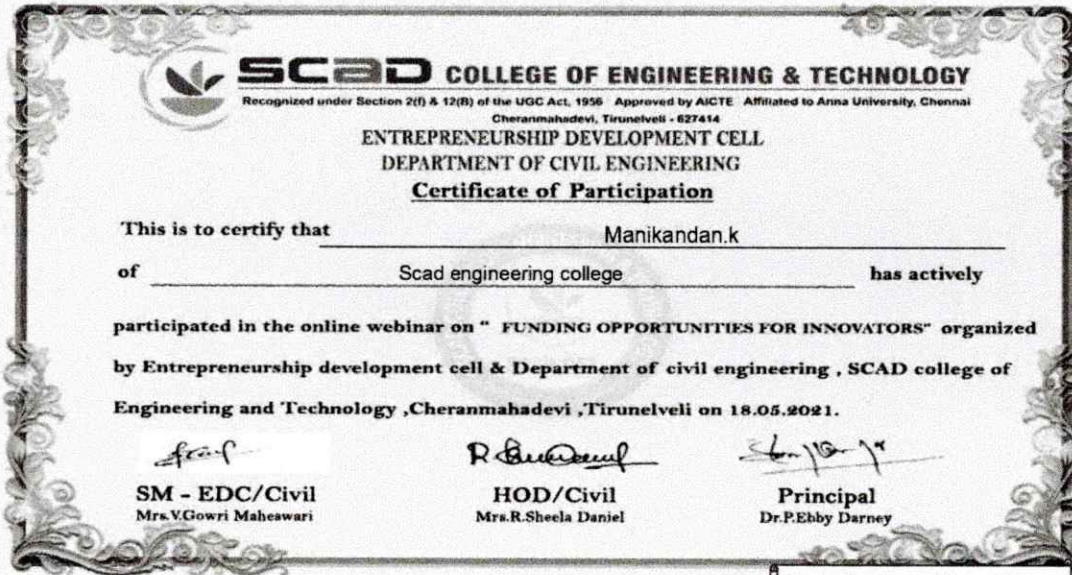 SCAD COLLEGE OF ENGINEERING & TECHNOLOGY
Recognized under Section 2(f) & 12(B) of the UGC Act, 1956 Approved by AICTE Affiliated to Anna University, Chennai
Cheranmahadevi, Tirunelveli - 627414
ENTREPRENEURSHIP DEVELOPMENT CELL
DEPARTMENT OF CIVIL ENGINEERING
Certificate of Participation
This is to certify that Manikandan.k
of Scad engineering college has actively
participated in the online webinar on " FUNDING OPPORTUNITIES FOR INNOVATORS" organized
by Entrepreneurship development cell & Department of civil engineering , SCAD college of
Engineering and Technology ,Cheranmahadevi ,Tirunelveli on 18.05.2021.
SM - EDC/Civil HOD/Civil Principal
Mrs.V.Gowri Maheswari Mrs.R.Sheela Daniel Dr.P.Ebby Darney